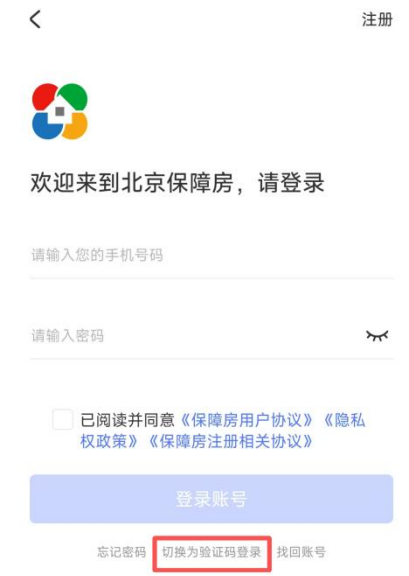 注册
欢迎来到北京保障房，请登录
请输入您的手机号码
请输入密码
已阅读并同意《保障房用户协议》《隐私
权政策》《保障房注册相关协议》
登录账号
忘记密码 切换为验证码登录 找回账号